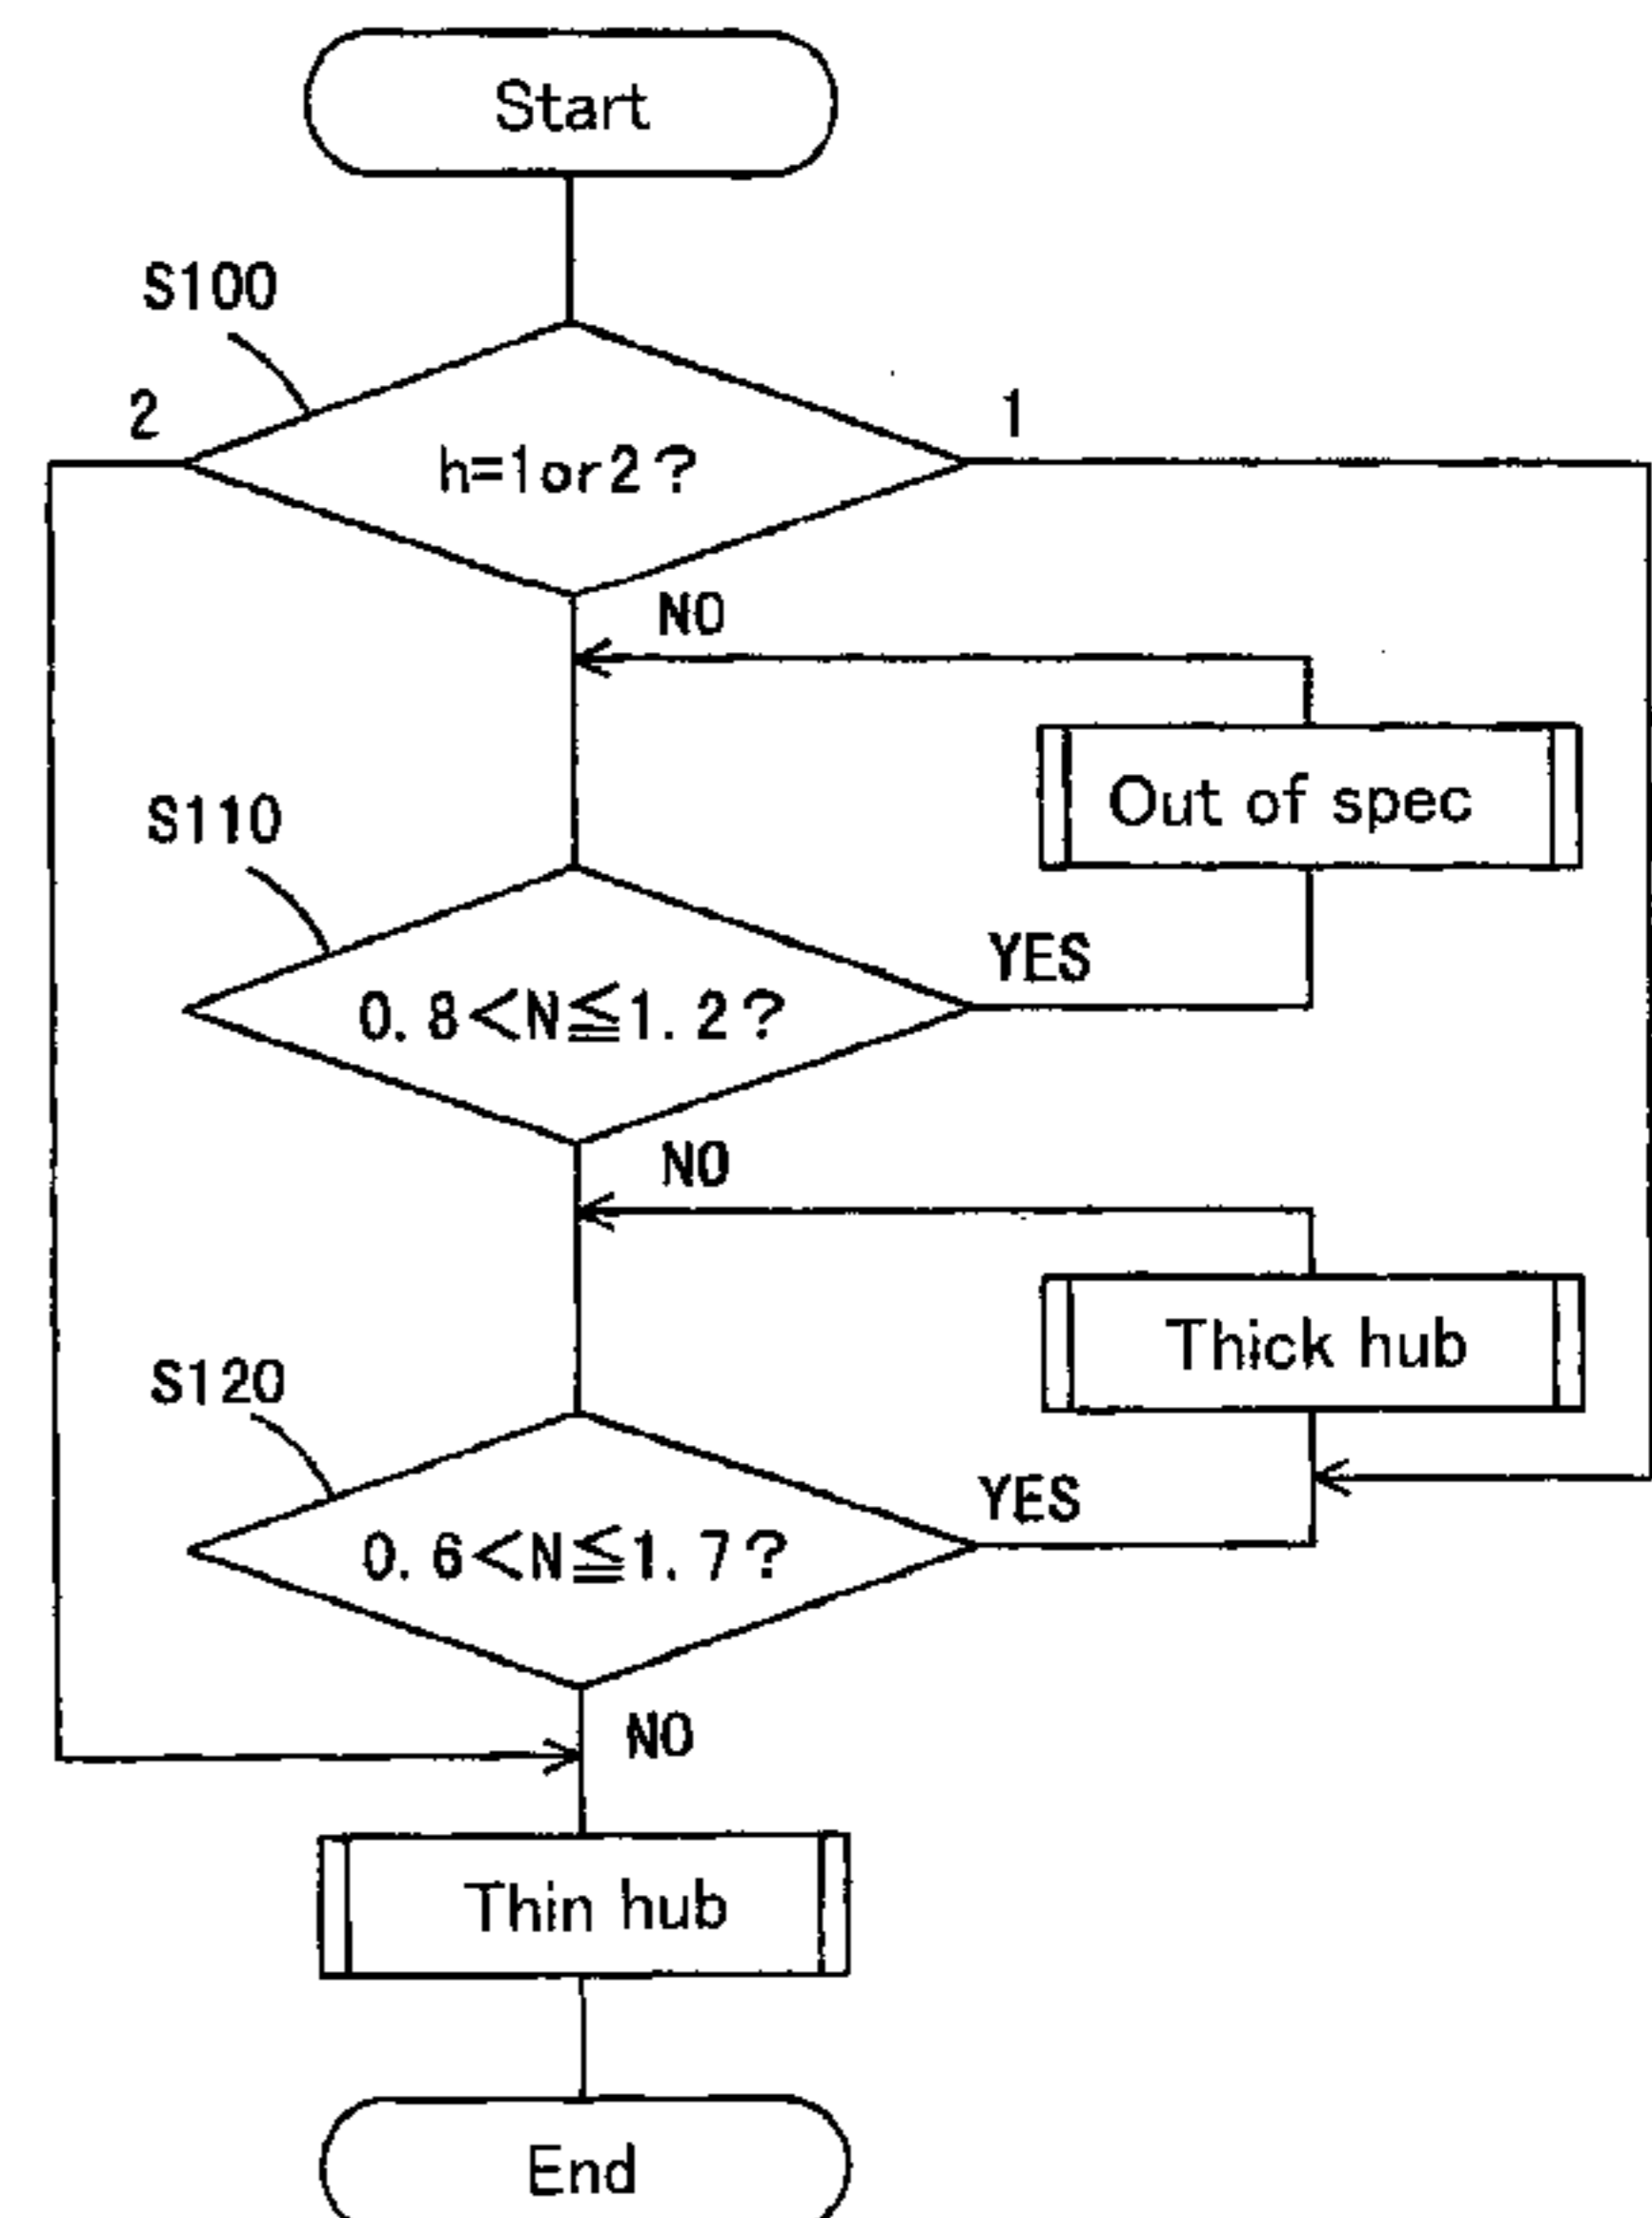 Start
S100
2
1
h=1or2?
NO
Out of spec
S110
YES
0.8<N≦1.2?
NO
Thick hub
S120
YES
0.6<N≦1.7?
NO
Thin hub
End